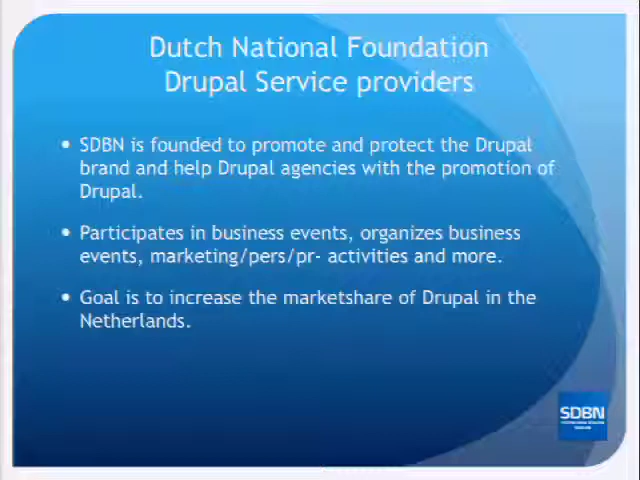 Dutch National Foundation
Drupal Service providers
• SDBN is founded to promote and protect the Drupal
brand and help Drupal agencies with the promotion of
Drupal.
• Participates in business events, organizes business
events, marketing/pers/pr- activities and more.
• Goal is to increase the marketshare of Drupal in the
Netherlands.
SDBN